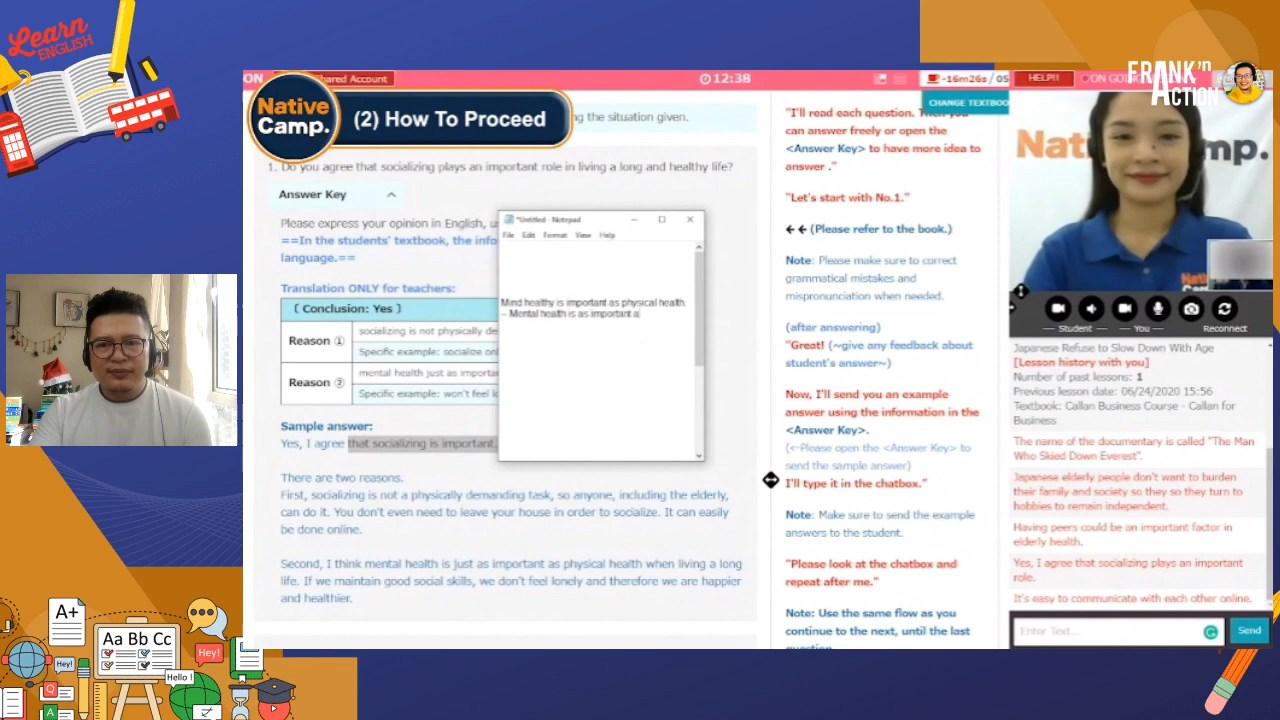 Learn
ENGLISH
ON
Shared Account
12:38
-16m26s/ 05
HELP!!
ON GO
FRANK'n
ACTION
CHANGE TEXTBOO
Native
Camp.
(2) How To Proceed
ng the situation given.
1. Do you agree that socializing plays an important role in living a long and healthy life?
Answer Key
Please express your opinion in English, u
==In the students' textbook, the info
language.==
Translation ONLY for teachers:
〔 Conclusion: Yes 〕
Reason ①
socializing is not physically de
Specific example: socialize onl
Reason ②
mental health just as importan
Specific example: won't feel lo
Sample answer:
Yes, I agree that socializing is important.
There are two reasons.
First, socializing is not a physically demanding task, so anyone, including the elderly,
can do it. You don't even need to leave your house in order to socialize. It can easily
be done online.
Second, I think mental health is just as important as physical health when living a long
life. If we maintain good social skills, we don't feel lonely and therefore we are happier
and healthier.
*Untitled - Notepad
File Edit Format View Help
Mind healthy is important as physical health
-- Mental health is as important a
"I'll read each question. Then you
can answer freely or open the
<Answer Key> to have more idea to
answer ."
"Let's start with No.1."
←← (Please refer to the book.)
Note: Please make sure to correct
grammatical mistakes and
mispronunciation when needed.
(after answering)
"Great! (~give any feedback about
student's answer~)
Now, I'll send you an example
answer using the information in the
<Answer Key>.
(←Please open the <Answer Key> to
send the sample answer)
I'll type it in the chatbox."
Note: Make sure to send the example
answers to the student.
"Please look at the chatbox and
repeat after me."
Note: Use the same flow as you
continue to the next, until the last
question.
Nat
mp.
Native
Cam
— Student — — You —
Reconnect
Japanese Refuse to Slow Down With Age
[Lesson history with you]
Number of past lessons: 1
Previous lesson date: 06/24/2020 15:56
Textbook: Callan Business Course - Callan for
Business
The name of the documentary is called "The Man
Who Skied Down Everest".
Japanese elderly people don't want to burden
their family and society so they so they turn to
hobbies to remain independent.
Having peers could be an important factor in
elderly health.
Yes, I agree that socializing plays an important
role.
It's easy to communicate with each other online.
Enter Text...
Send
A+
Aa Bb Cc
Hey!
Hey!
Hello !
Q
A